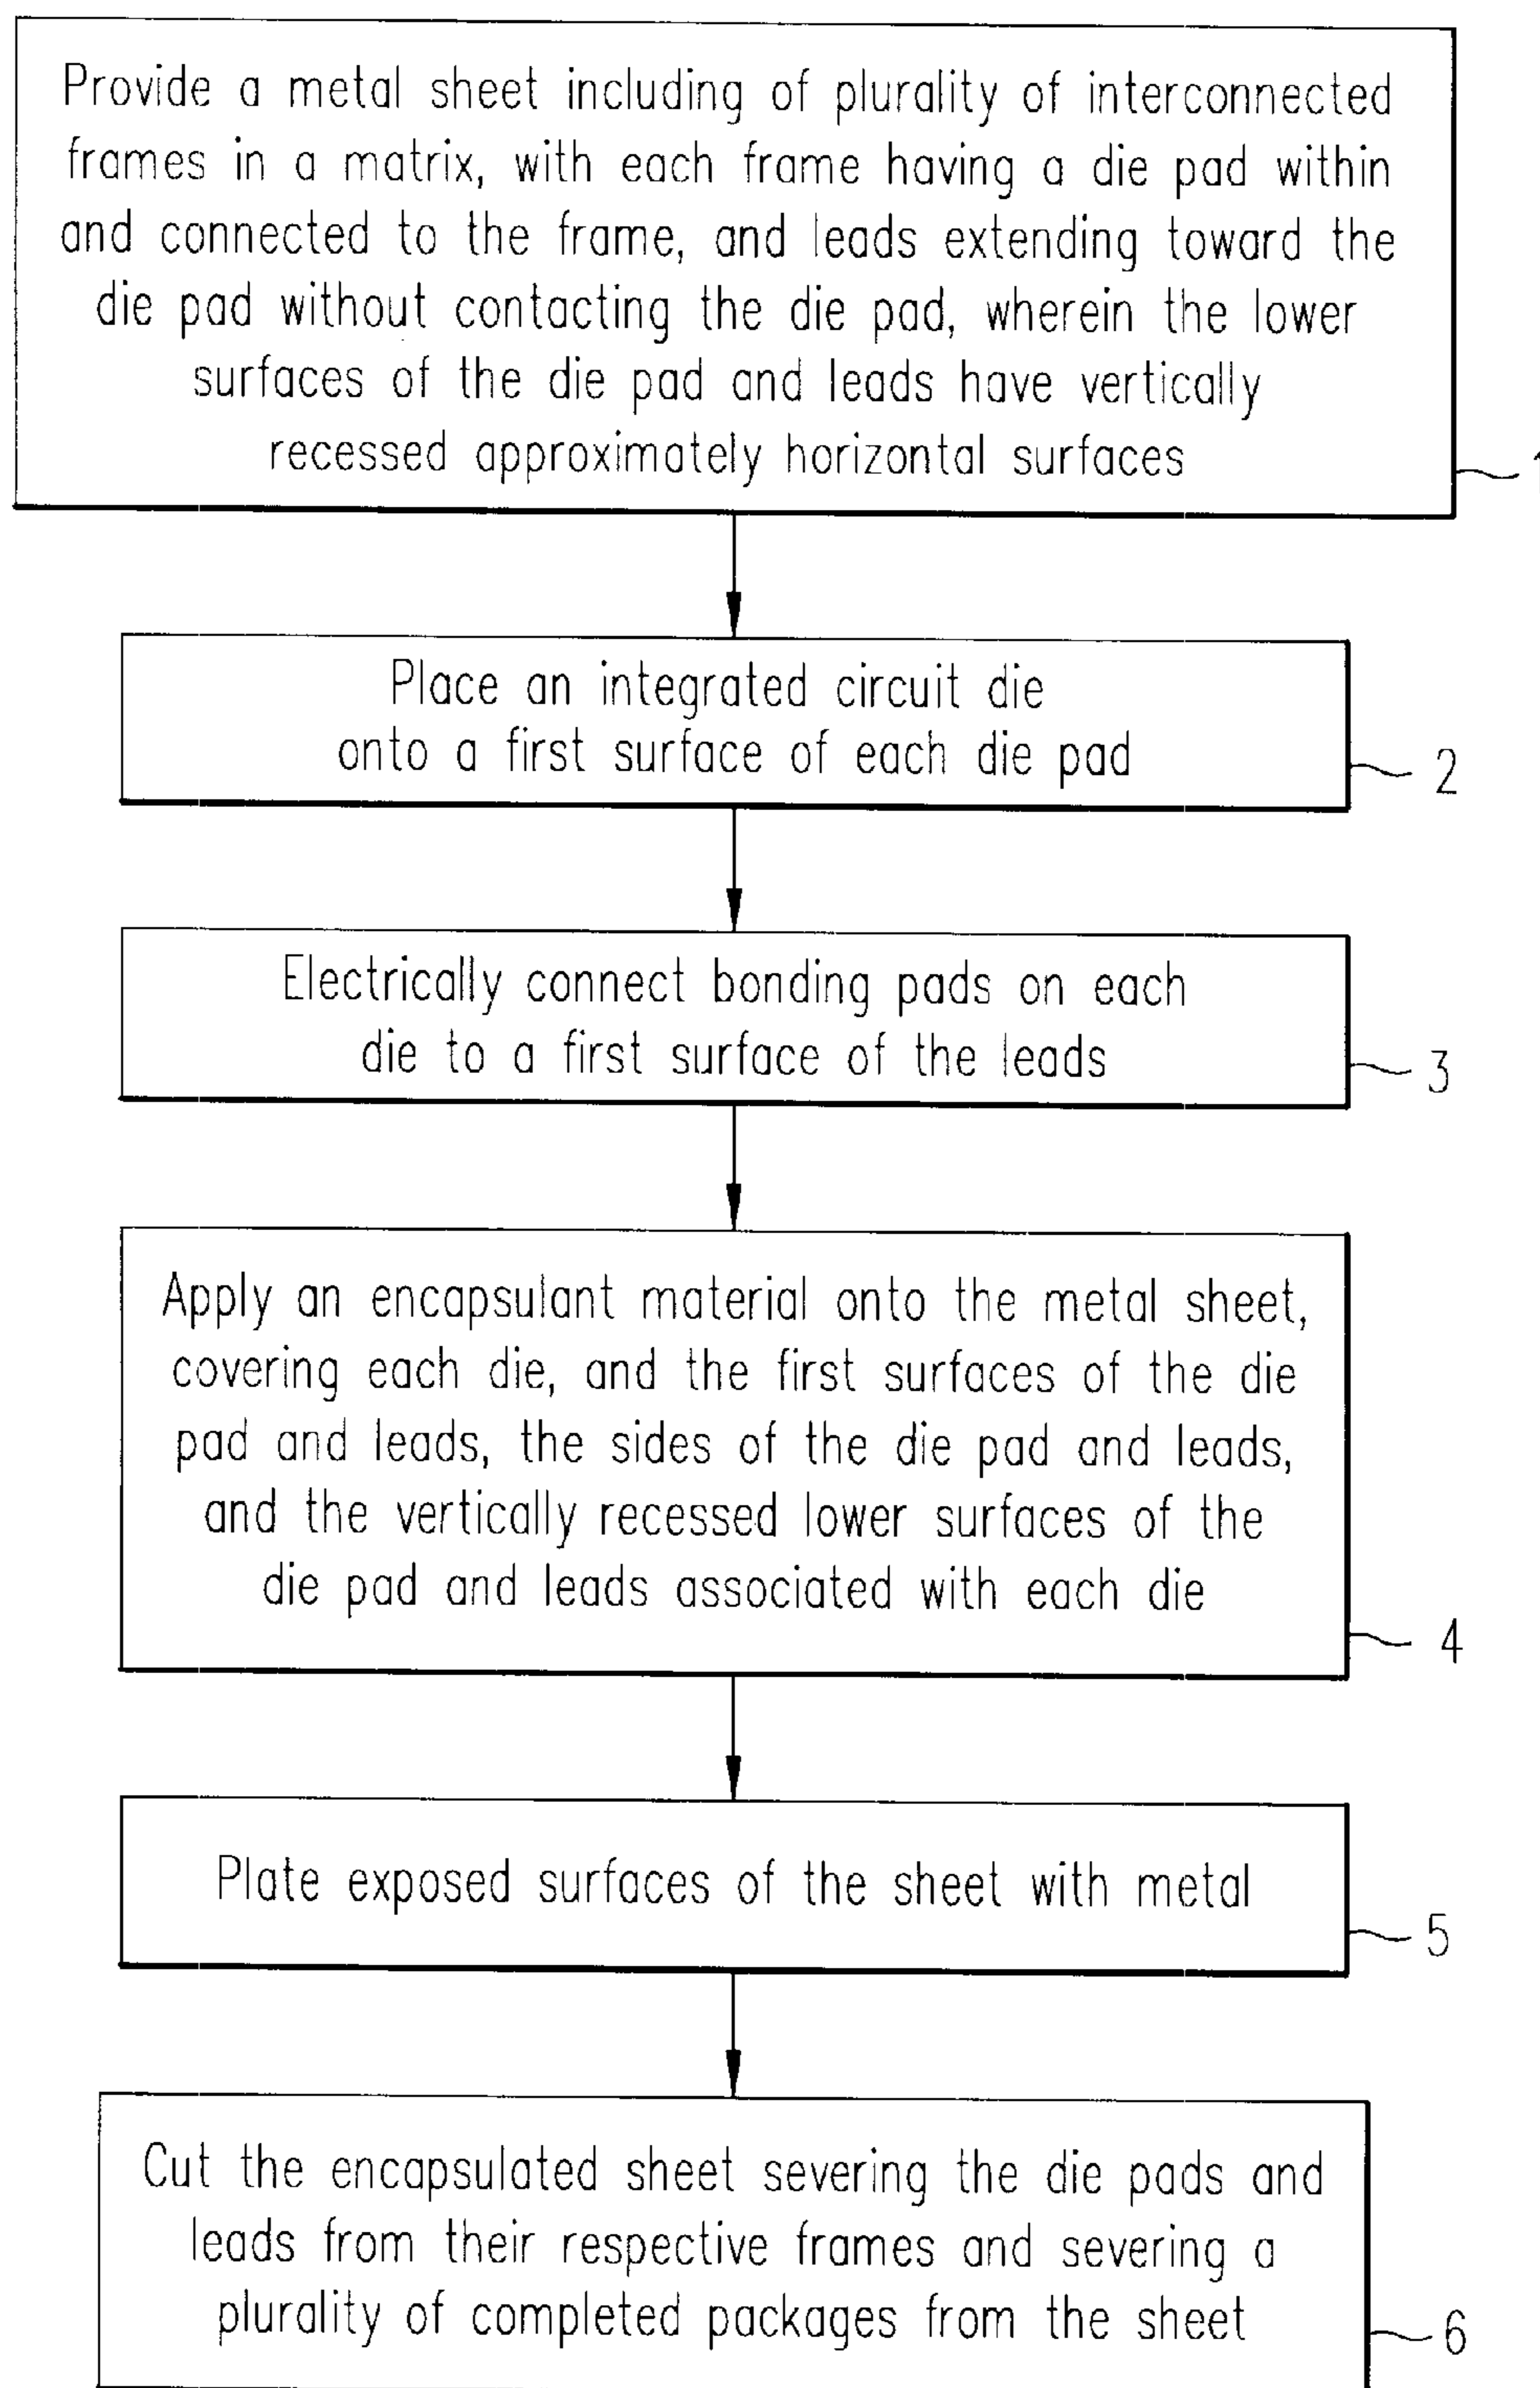 Provide a metal sheet including of plurality of interconnected
frames in a matrix, with each frame having a die pad within
and connected to the frame, and leads extending toward the
die pad without contacting the die pad, wherein the lower
surfaces of the die pad and leads have vertically
recessed approximately horizontal surfaces
1
Place an integrated circuit die
onto a first surface of each die pad
2
Electrically connect bonding pads on each
die to a first surface of the leads
3
Apply an encapsulant material onto the metal sheet,
covering each die, and the first surfaces of the die
pad and leads, the sides of the die pad and leads,
and the vertically recessed lower surfaces of the
die pad and leads associated with each die
4
Plate exposed surfaces of the sheet with metal
5
Cut the encapsulated sheet severing the die pads and
leads from their respective frames and severing a
plurality of completed packages from the sheet
6